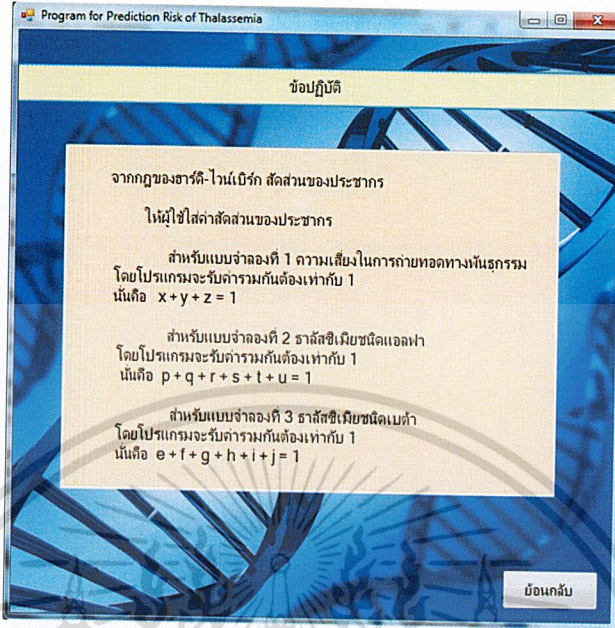 Program for Prediction Risk of Thalassemia
ข้อปฏิบัติ
จากกฎของฮาร์ดี-ไวน์เบิร์ก สัดส่วนของประชากร
ให้ผู้ใช้ใส่ค่าสัดส่วนของประชากร
สำหรับแบบจำลองที่ 1 ความเสี่ยงในการถ่ายทอดทางพันธุกรรม
โดยโปรแกรมจะรับค่ารวมกันต้องเท่ากับ 1
นั่นคือ x + y + z = 1
สำหรับแบบจำลองที่ 2 ธาลัสซิเมียชนิดแอลฟา
โดยโปรแกรมจะรับค่ารวมกันต้องเท่ากับ 1
นั่นคือ p + q + r + s + t + u = 1
สำหรับแบบจำลองที่ 3 ธาลัสซิเมียชนิดเบต้า
โดยโปรแกรมจะรับค่ารวมกันต้องเท่ากับ 1
นั่นคือ e + f + g + h + i + j = 1
ย้อนกลับ